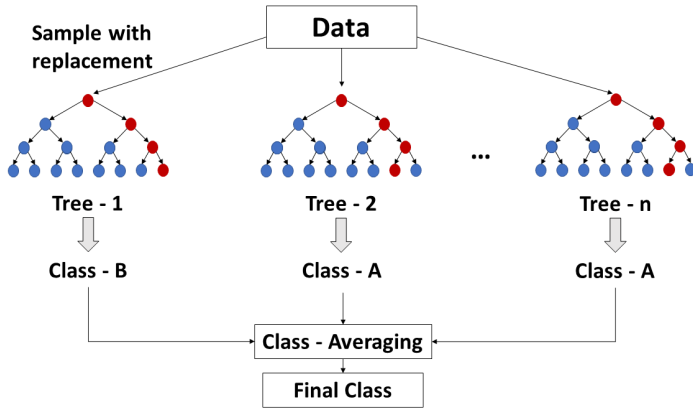 Data
Sample with
replacement
...
Tree - 1
Tree - 2
Tree - n
Class - B
Class - A
Class - A
Class - Averaging
Final Class